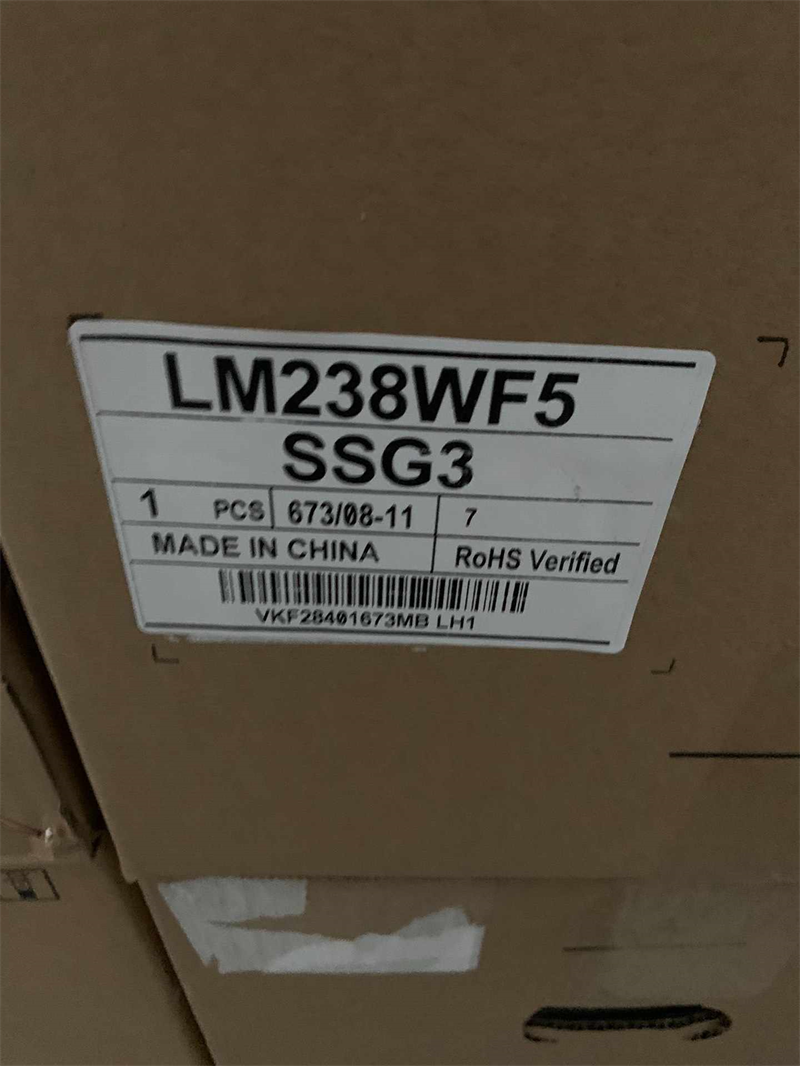 LM238WF5
SSG3
1 PCS 673/08-11 7
MADE IN CHINA RoHS Verified
VKF28401673MB LH1